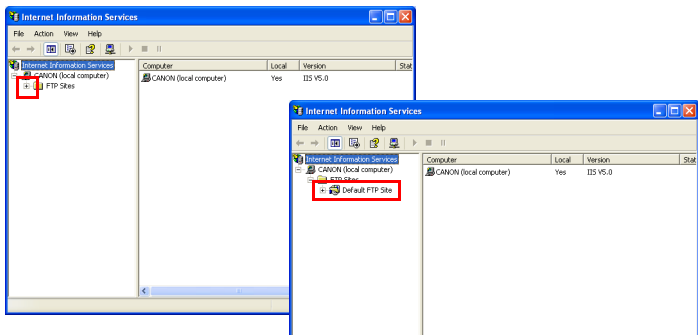 Internet Information Services
File Action View Help
Internet Information Services
CANON (local computer)
FTP Sites
Computer Local Version Stat
CANON (local computer) Yes IIS V5.0
Internet Information Services
File Action View Help
Internet Information Services
CANON (local computer)
FTP Sites
Default FTP Site
Computer Local Version Stat
CANON (local computer) Yes IIS V5.0